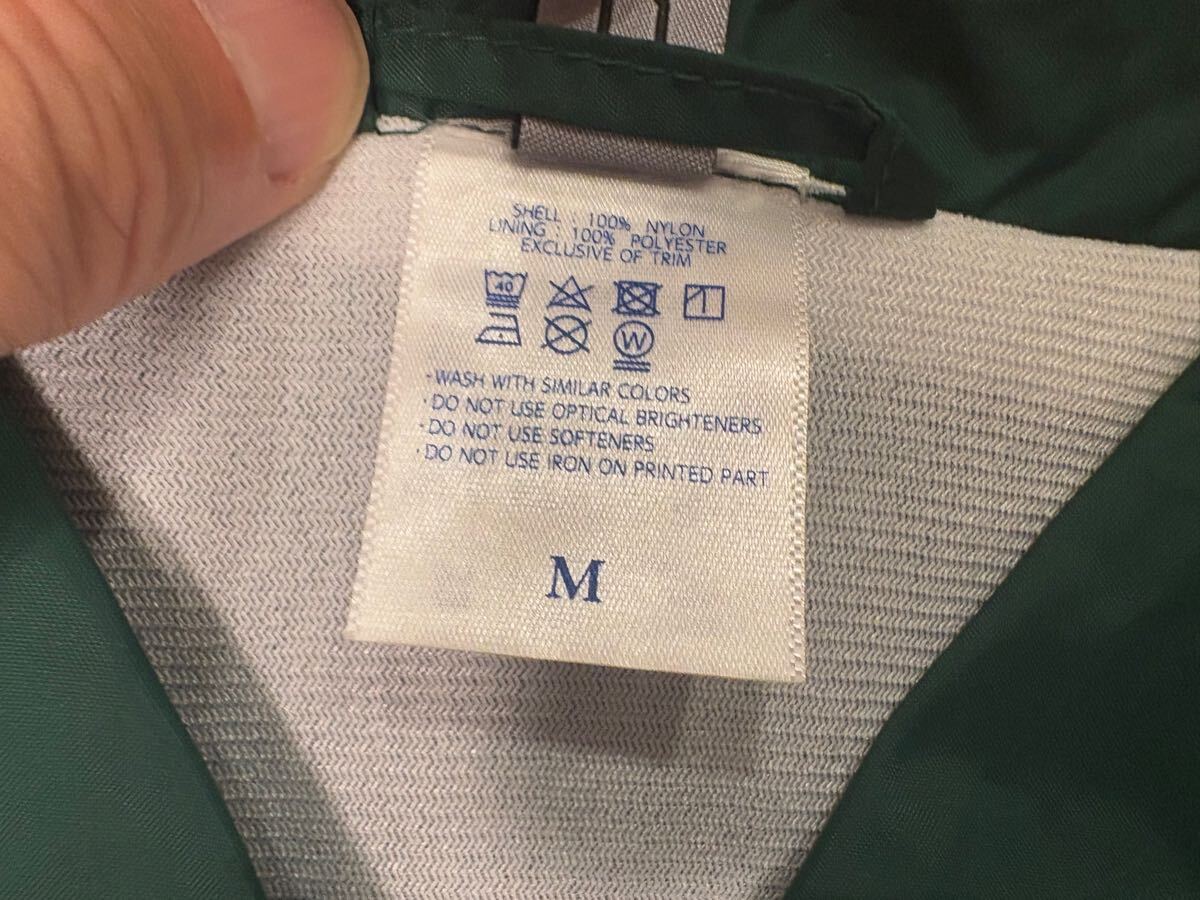 SHELL : 100% NYLON
LINING : 100% POLYESTER
EXCLUSIVE OF TRIM
40
W
·WASH WITH SIMILAR COLORS
·DO NOT USE OPTICAL BRIGHTENERS
·DO NOT USE SOFTENERS
·DO NOT USE IRON ON PRINTED PART
M